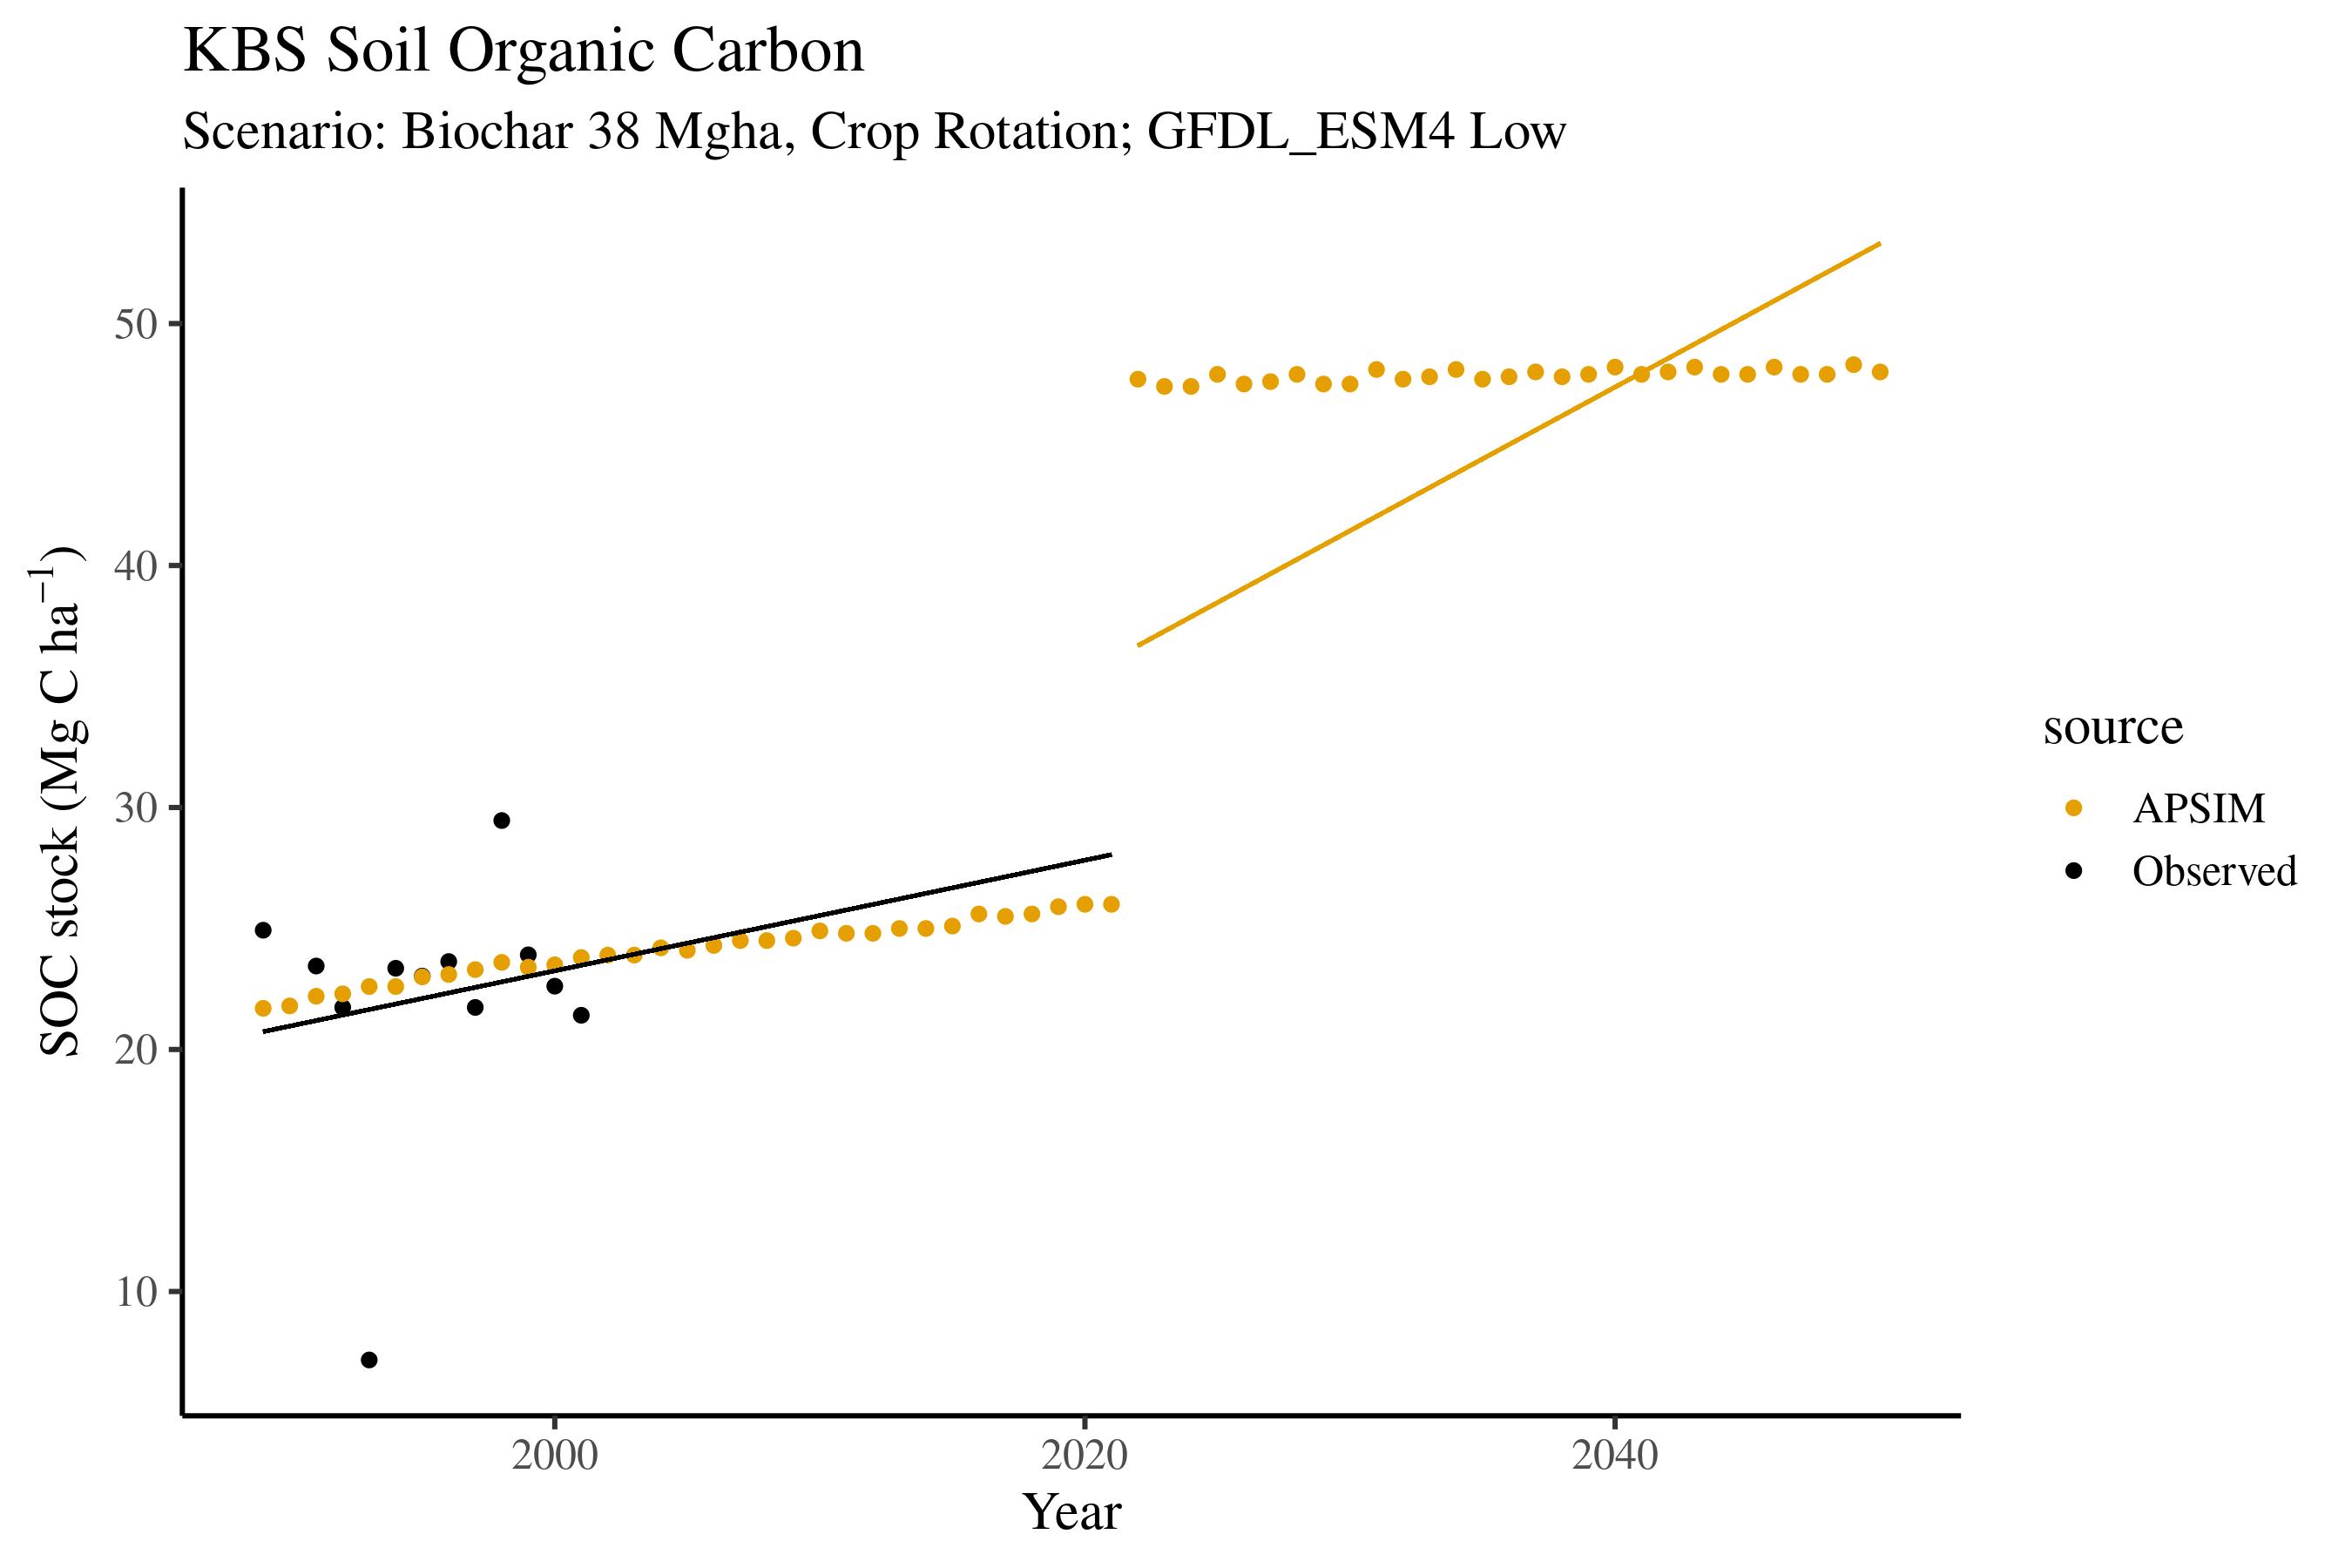 KBS Soil Organic Carbon
Scenario: Biochar 38 Mgha, Crop Rotation; GFDL_ESM4 Low
SOC stock (Mg C ha⁻¹)
50
40
30
20
10
2000 2020 2040
Year
source
APSIM
Observed